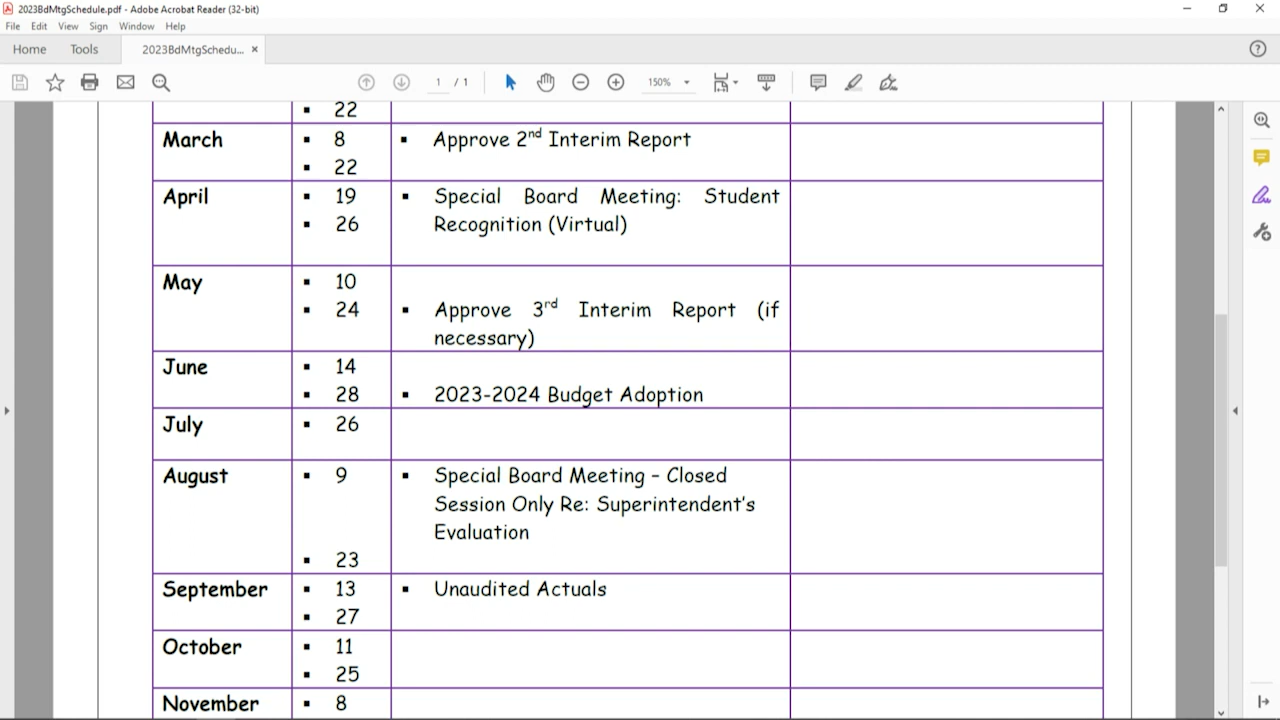 2023BdMtgSchedule.pdf - Adobe Acrobat Reader (32-bit)
File Edit View Sign Window Help
Home Tools 2023BdMtgSchedu... ×
1 / 1 150%
▪ 22
March ▪ 8 ▪ Approve 2nd Interim Report
▪ 22
April ▪ 19 ▪ Special Board Meeting: Student
▪ 26 Recognition (Virtual)
May ▪ 10
▪ 24 ▪ Approve 3rd Interim Report (if
necessary)
June ▪ 14
▪ 28 ▪ 2023-2024 Budget Adoption
July ▪ 26
August ▪ 9 ▪ Special Board Meeting – Closed
Session Only Re: Superintendent's
Evaluation
▪ 23
September ▪ 13 ▪ Unaudited Actuals
▪ 27
October ▪ 11
▪ 25
November ▪ 8